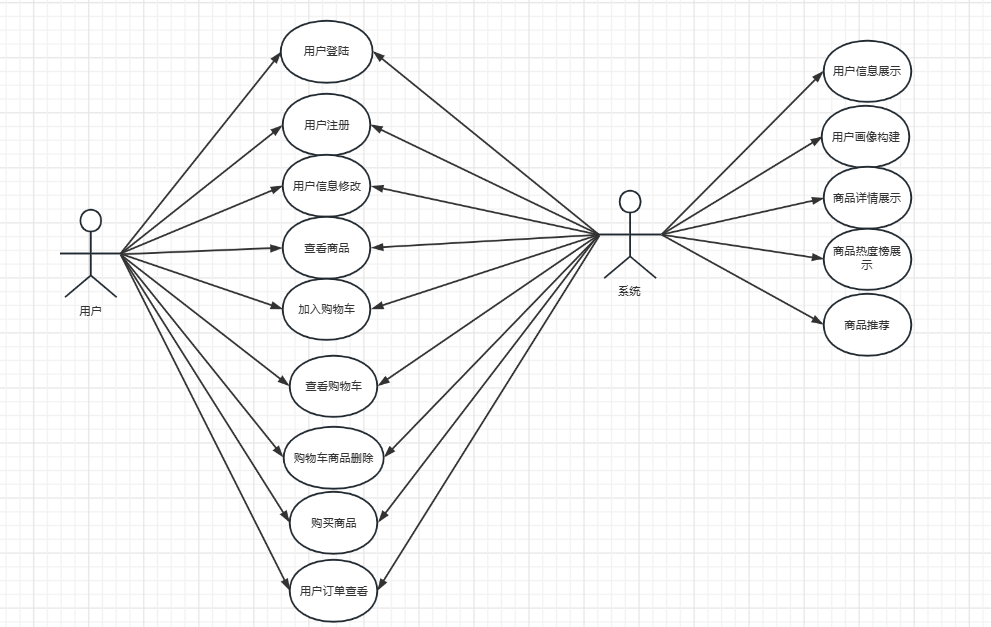 用户登陆
用户注册
用户信息修改
查看商品
加入购物车
查看购物车
购物车商品删除
购买商品
用户订单查看
用户
系统
用户信息展示
用户画像构建
商品详情展示
商品热度榜展
示
商品推荐